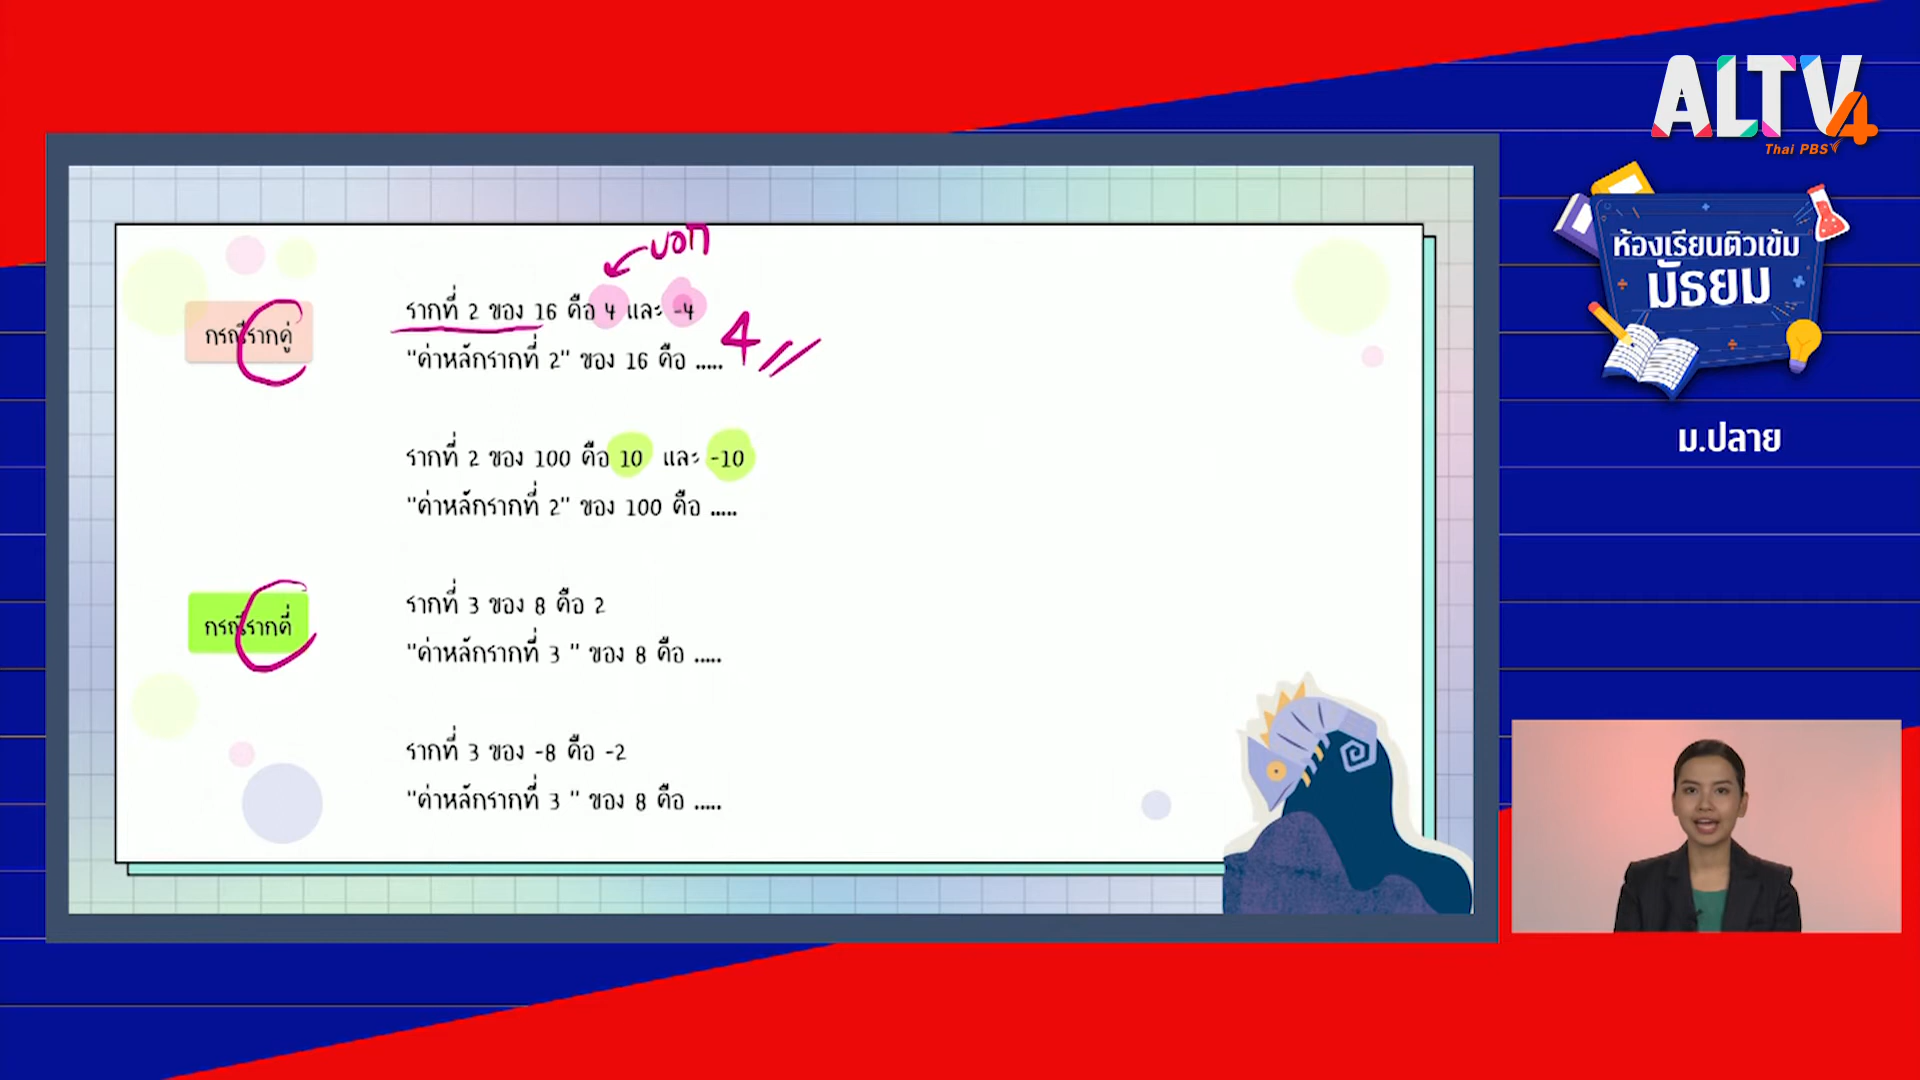 ALTV4
Thai PBS
ห้องเรียนติวเข้ม
มัธยม
ม.ปลาย
บวก
กรณีรากคู่
รากที่ 2 ของ 16 คือ 4 และ -4
"ค่าหลักรากที่ 2" ของ 16 คือ ..... 4
รากที่ 2 ของ 100 คือ 10 และ -10
"ค่าหลักรากที่ 2" ของ 100 คือ .....
กรณีรากคี่
รากที่ 3 ของ 8 คือ 2
"ค่าหลักรากที่ 3 " ของ 8 คือ .....
รากที่ 3 ของ -8 คือ -2
"ค่าหลักรากที่ 3 " ของ 8 คือ .....